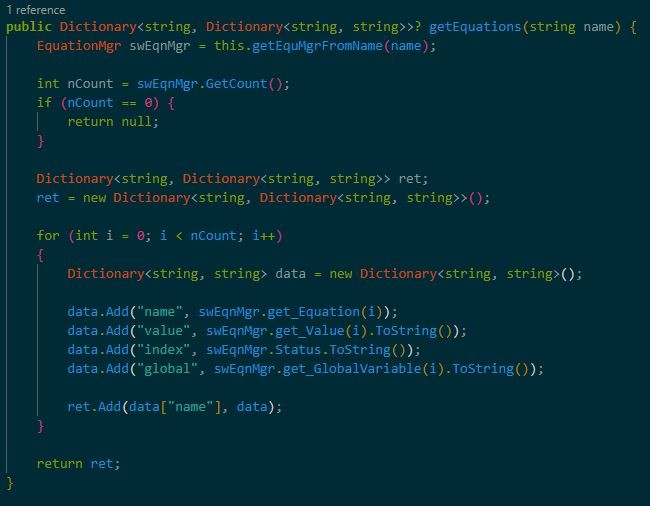 1 reference
public Dictionary<string, Dictionary<string, string>>? getEquations(string name) {
EquationMgr swEqnMgr = this.getEquMgrFromName(name);
int nCount = swEqnMgr.GetCount();
if (nCount == 0) {
return null;
}
Dictionary<string, Dictionary<string, string>> ret;
ret = new Dictionary<string, Dictionary<string, string>>();
for (int i = 0; i < nCount; i++)
{
Dictionary<string, string> data = new Dictionary<string, string>();
data.Add("name", swEqnMgr.get_Equation(i));
data.Add("value", swEqnMgr.get_Value(i).ToString());
data.Add("index", swEqnMgr.Status.ToString());
data.Add("global", swEqnMgr.get_GlobalVariable(i).ToString());
ret.Add(data["name"], data);
}
return ret;
}